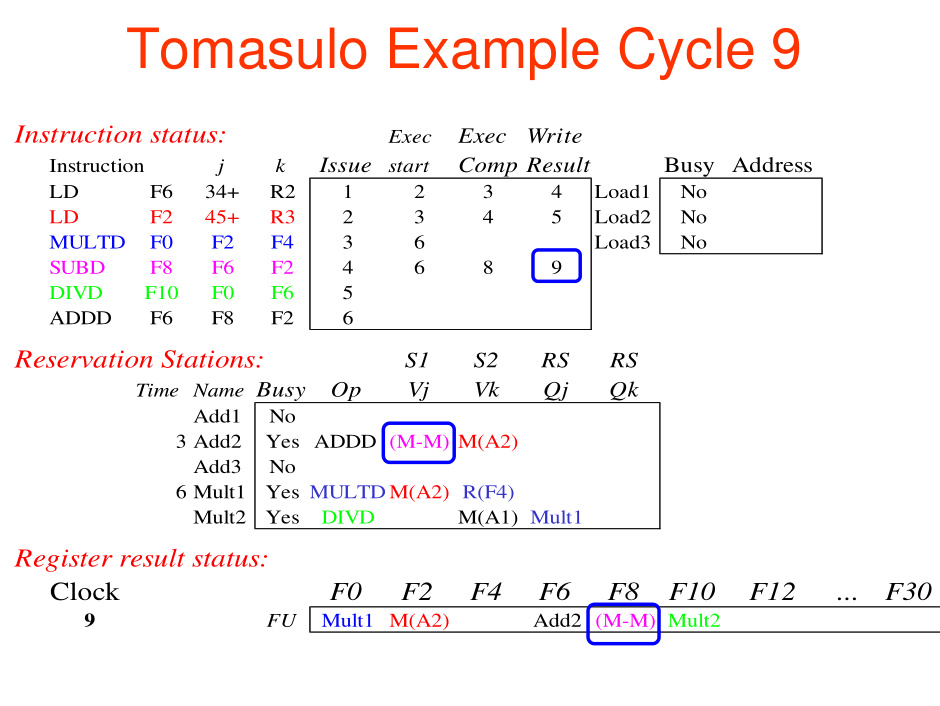 Tomasulo Example Cycle 9
Instruction status: Exec Exec Write
Instruction j k Issue start Comp Result Busy Address
LD F6 34+ R2 1 2 3 4 Load1 No
LD F2 45+ R3 2 3 4 5 Load2 No
MULTD F0 F2 F4 3 6 Load3 No
SUBD F8 F6 F2 4 6 8 9
DIVD F10 F0 F6 5
ADDD F6 F8 F2 6
Reservation Stations: S1 S2 RS RS
Time Name Busy Op Vj Vk Qj Qk
Add1 No
3 Add2 Yes ADDD (M-M) M(A2)
Add3 No
6 Mult1 Yes MULTD M(A2) R(F4)
Mult2 Yes DIVD M(A1) Mult1
Register result status:
Clock F0 F2 F4 F6 F8 F10 F12 ... F30
9 FU Mult1 M(A2) Add2 (M-M) Mult2